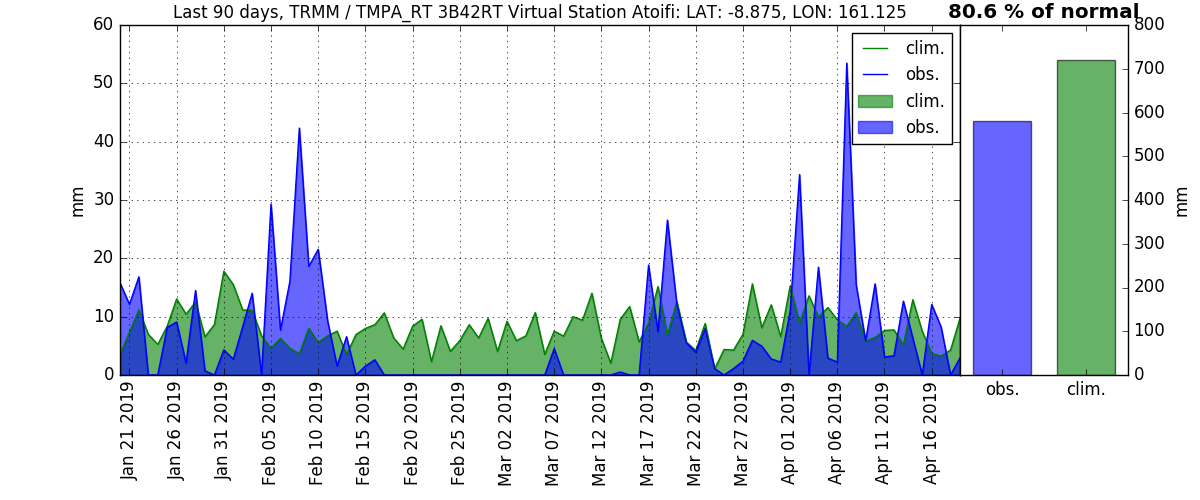 Last 90 days, TRMM / TMPA_RT 3B42RT Virtual Station Atoifi: LAT: -8.875, LON: 161.125
80.6 % of normal
60
50
40
30
20
10
0
mm
clim.
obs.
clim.
obs.
Jan 21 2019
Jan 26 2019
Jan 31 2019
Feb 05 2019
Feb 10 2019
Feb 15 2019
Feb 20 2019
Feb 25 2019
Mar 02 2019
Mar 07 2019
Mar 12 2019
Mar 17 2019
Mar 22 2019
Mar 27 2019
Apr 01 2019
Apr 06 2019
Apr 11 2019
Apr 16 2019
800
700
600
500
400
300
200
100
0
mm
obs.
clim.